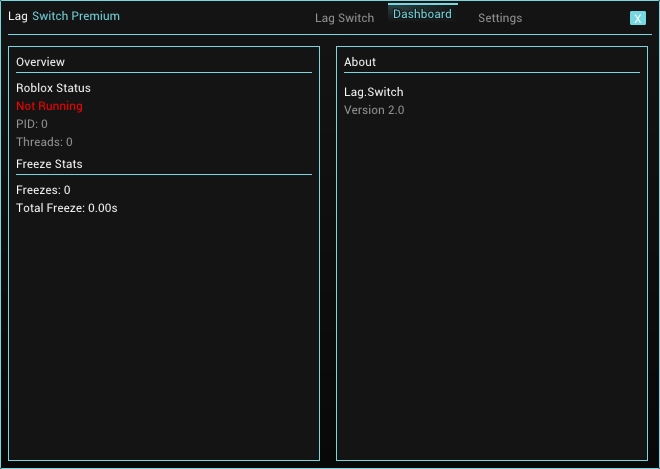 Lag Switch Premium
Lag Switch
Dashboard
Settings
X
Overview
Roblox Status
Not Running
PID: 0
Threads: 0
Freeze Stats
Freezes: 0
Total Freeze: 0.00s
About
Lag.Switch
Version 2.0